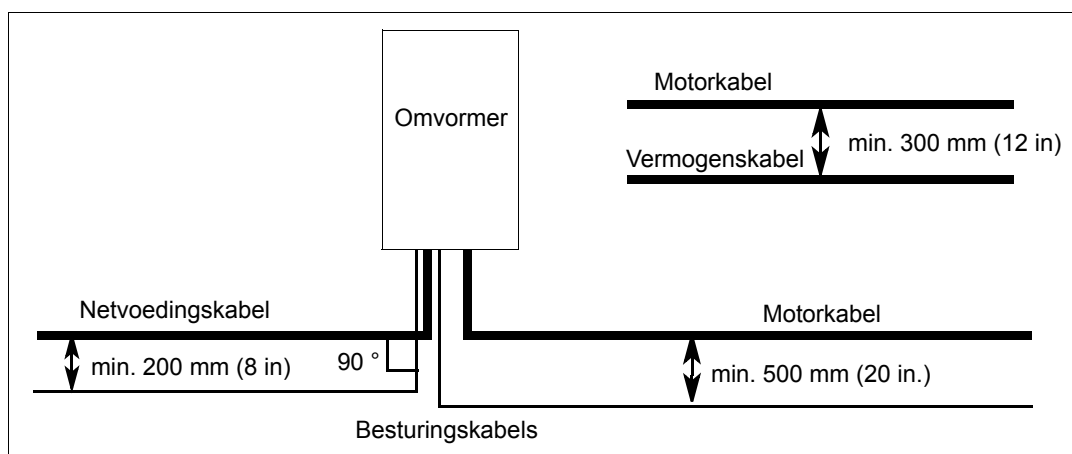 Omvormer
Motorkabel
min. 300 mm (12 in)
Vermogenskabel
Netvoedingskabel
min. 200 mm (8 in)
90 °
Motorkabel
min. 500 mm (20 in.)
Besturingskabels